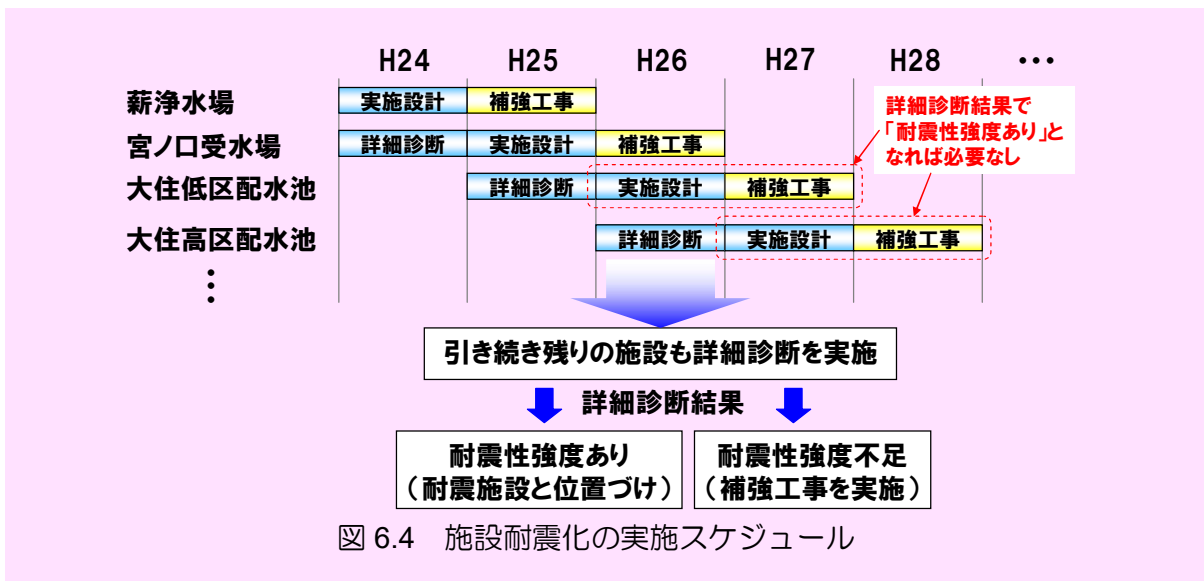 H24 H25 H26 H27 H28 ･･･
薪浄水場 実施設計 補強工事
宮ノ口受水場 詳細診断 実施設計 補強工事
大住低区配水池 詳細診断 実施設計 補強工事
大住高区配水池 詳細診断 実施設計 補強工事
詳細診断結果で
「耐震性強度あり」と
なれば必要なし
引き続き残りの施設も詳細診断を実施
詳細診断結果
耐震性強度あり
（耐震施設と位置づけ）
耐震性強度不足
（補強工事を実施）
図 6.4　施設耐震化の実施スケジュール